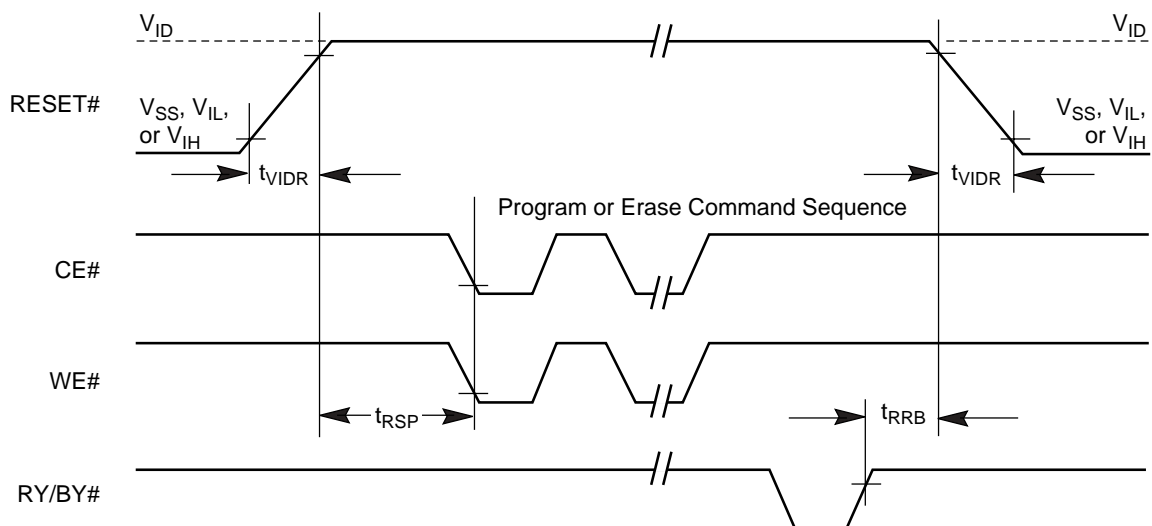 VID
VID
RESET#
VSS, VIL,
or VIH
VSS, VIL,
or VIH
tVIDR
tVIDR
Program or Erase Command Sequence
CE#
WE#
tRSP
tRRB
RY/BY#